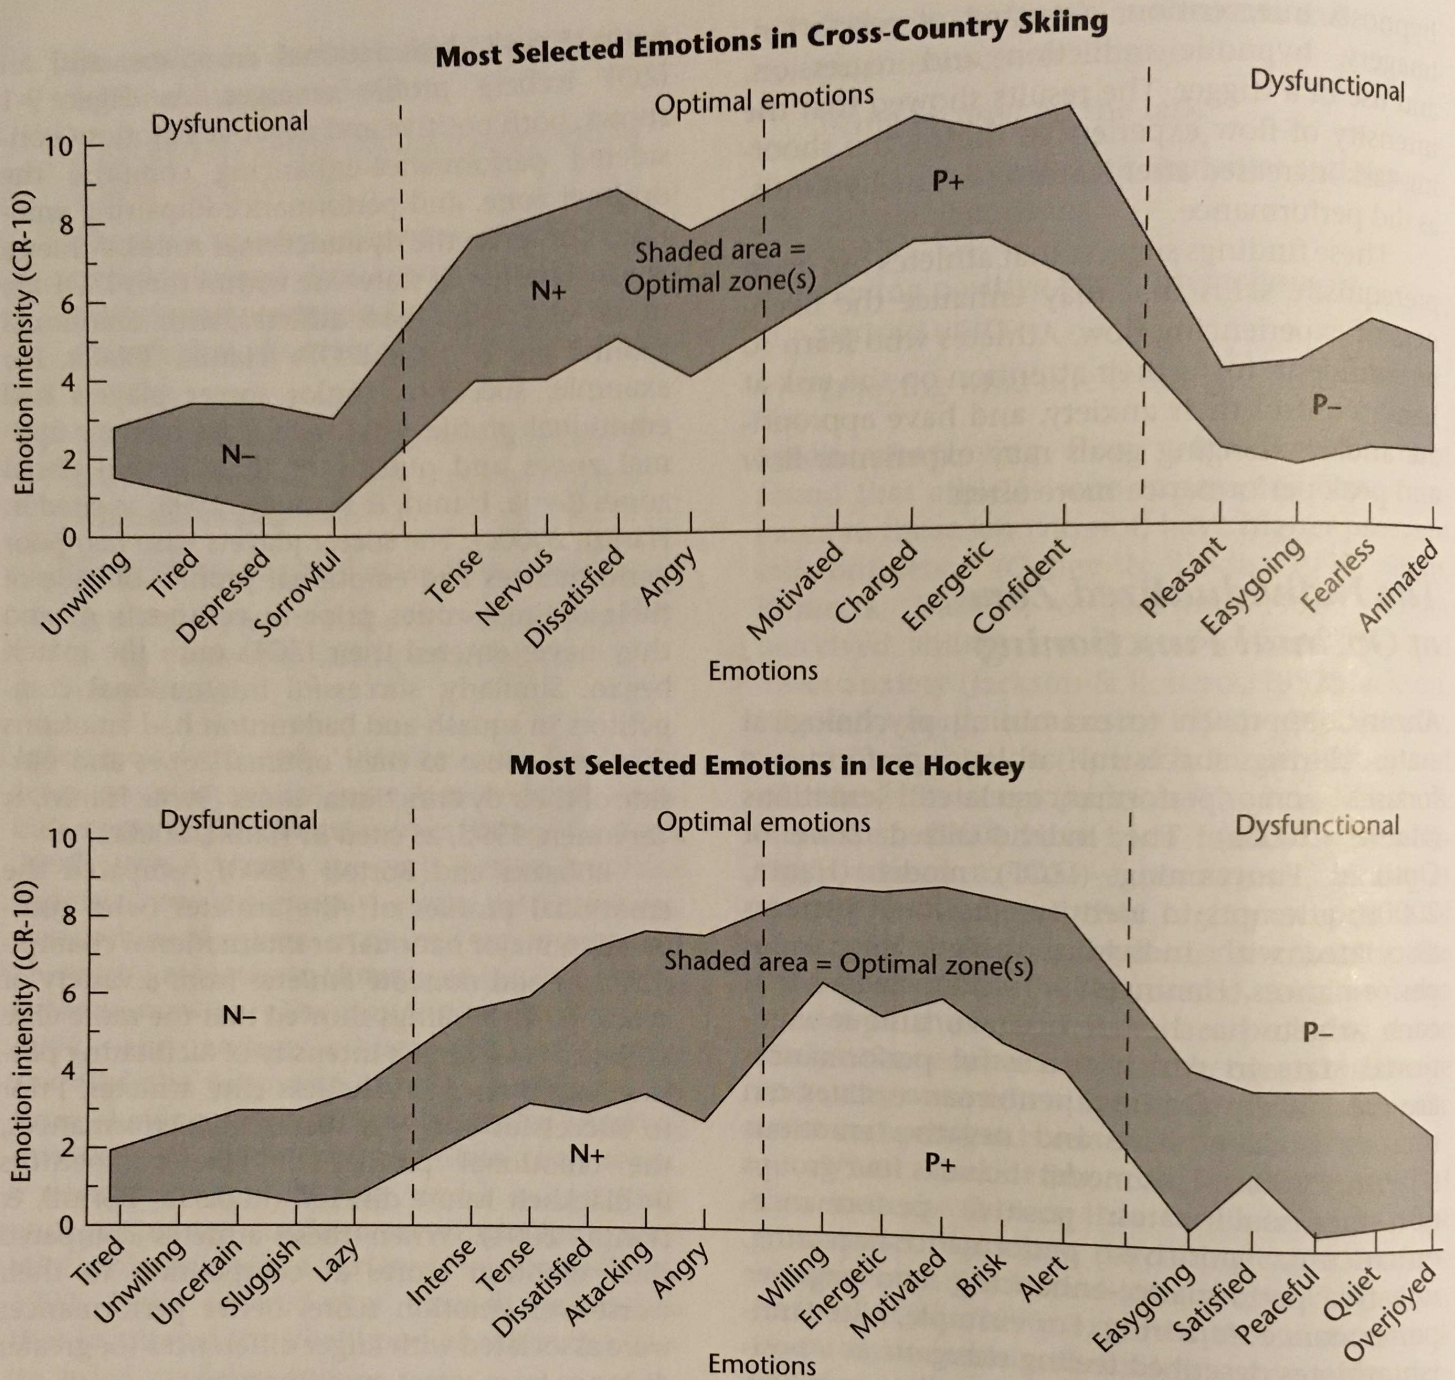 Most Selected Emotions in Cross-Country Skiing
Dysfunctional
Optimal emotions
Dysfunctional
Emotion intensity (CR-10)
10
8
6
4
2
0
N–
N+
Shaded area =
Optimal zone(s)
P+
P–
Unwilling
Tired
Depressed
Sorrowful
Tense
Nervous
Dissatisfied
Angry
Motivated
Charged
Energetic
Confident
Pleasant
Easygoing
Fearless
Animated
Emotions
Most Selected Emotions in Ice Hockey
Dysfunctional
Optimal emotions
Dysfunctional
Emotion intensity (CR-10)
10
8
6
4
2
0
N–
Shaded area = Optimal zone(s)
P–
N+
P+
Tired
Unwilling
Uncertain
Sluggish
Lazy
Intense
Tense
Dissatisfied
Attacking
Angry
Willing
Energetic
Motivated
Brisk
Alert
Easygoing
Satisfied
Peaceful
Quiet
Overjoyed
Emotions